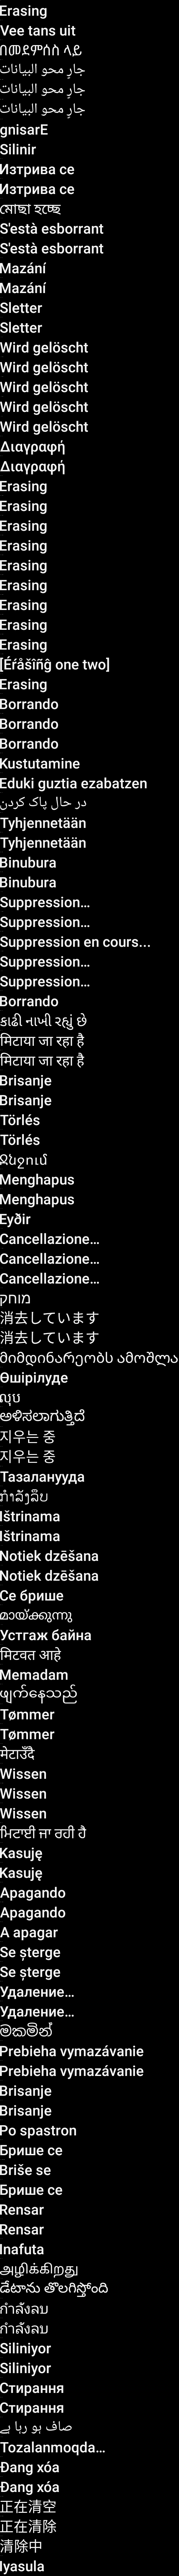 Erasing
Vee tans uit
በመደምሰስ ላይ
جارٍ محو البيانات
جارٍ محو البيانات
جارٍ محو البيانات
gnisarE
Silinir
Изтрива се
Изтрива се
মোছা হচ্ছে
S'està esborrant
S'està esborrant
Mazání
Mazání
Sletter
Sletter
Wird gelöscht
Wird gelöscht
Wird gelöscht
Wird gelöscht
Wird gelöscht
Διαγραφή
Διαγραφή
Erasing
Erasing
Erasing
Erasing
Erasing
Erasing
Erasing
Erasing
Erasing
[Éŕåšîñĝ one two]
Erasing
Borrando
Borrando
Borrando
Kustutamine
Eduki guztia ezabatzen
در حال پاک کردن
Tyhjennetään
Tyhjennetään
Binubura
Binubura
Suppression…
Suppression…
Suppression en cours…
Suppression…
Suppression…
Borrando
કાઢી નાખી રહ્યું છે
मिटाया जा रहा है
मिटाया जा रहा है
Brisanje
Brisanje
Törlés
Törlés
Ջնջում
Menghapus
Menghapus
Eyðir
Cancellazione…
Cancellazione…
Cancellazione…
מוחק
消去しています
消去しています
მონაცემების
Өшірілуде
លុប
ಅಳಿಸಲಾಗುತ್ತಿದೆ
지우는 중
지우는 중
Тазаланууда
ກຳລັງລຶບ
Ištrinama
Ištrinama
Notiek dzēšana
Notiek dzēšana
Се брише
മായ്ക്കുന്നു
Устгаж байна
मिटवत आहे
Memadam
ဖျက်နေသည်
Tømmer
Tømmer
मेटाउँदै
Wissen
Wissen
Wissen
ਮਿਟਾਈ ਜਾ ਰਹੀ ਹੈ
Kasuję
Kasuję
Apagando
Apagando
A apagar
Se șterge
Se șterge
Удаление…
Удаление…
මකමින්
Prebieha vymazávanie
Prebieha vymazávanie
Brisanje
Brisanje
Po spastron
Брише се
Briše se
Брише се
Rensar
Rensar
Inafuta
அழிக்கிறது
డేటాను తొలగిస్తోంది
กำลังลบ
กำลังลบ
Siliniyor
Siliniyor
Стирання
Стирання
صاف ہو رہا ہے
Tozalanmoqda…
Đang xóa
Đang xóa
正在清空
正在清除
清除中
Iyasula